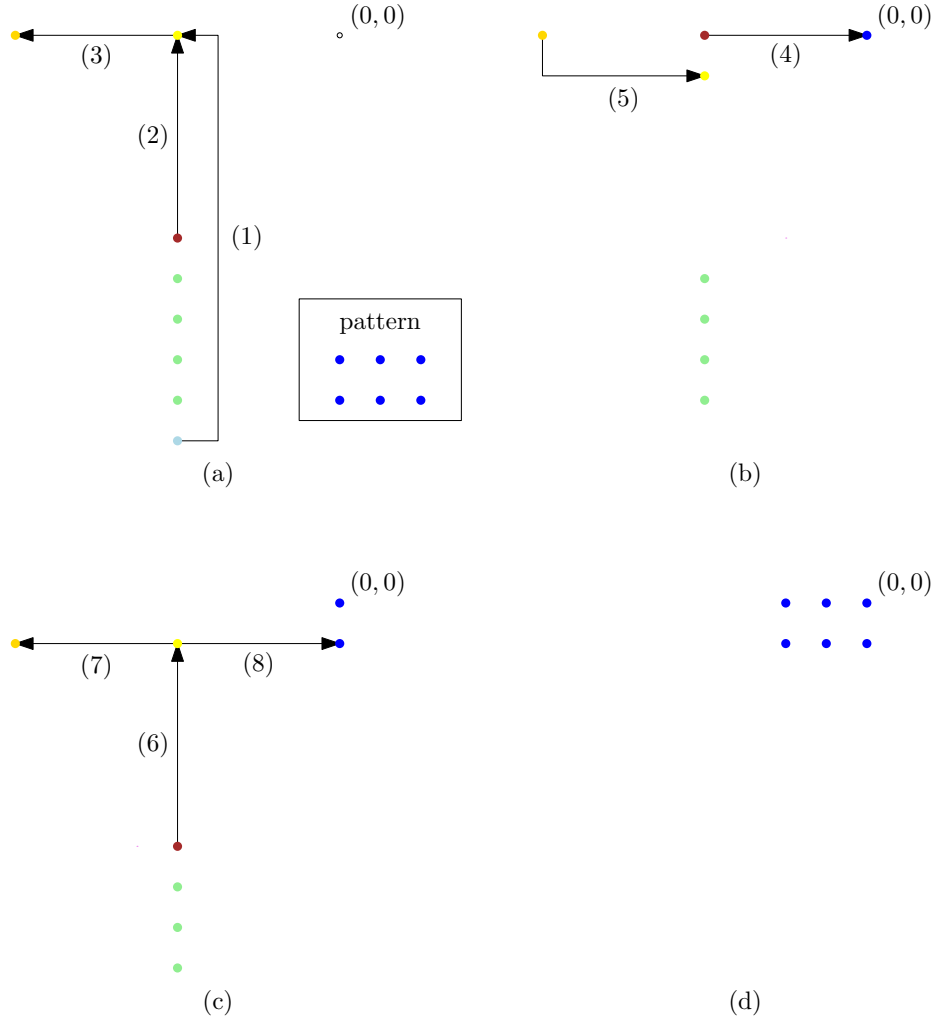 (0, 0)
(3)
(2)
(1)
pattern
(a)
(0, 0)
(4)
(5)
(b)
(0, 0)
(7)
(8)
(6)
(c)
(0, 0)
(d)